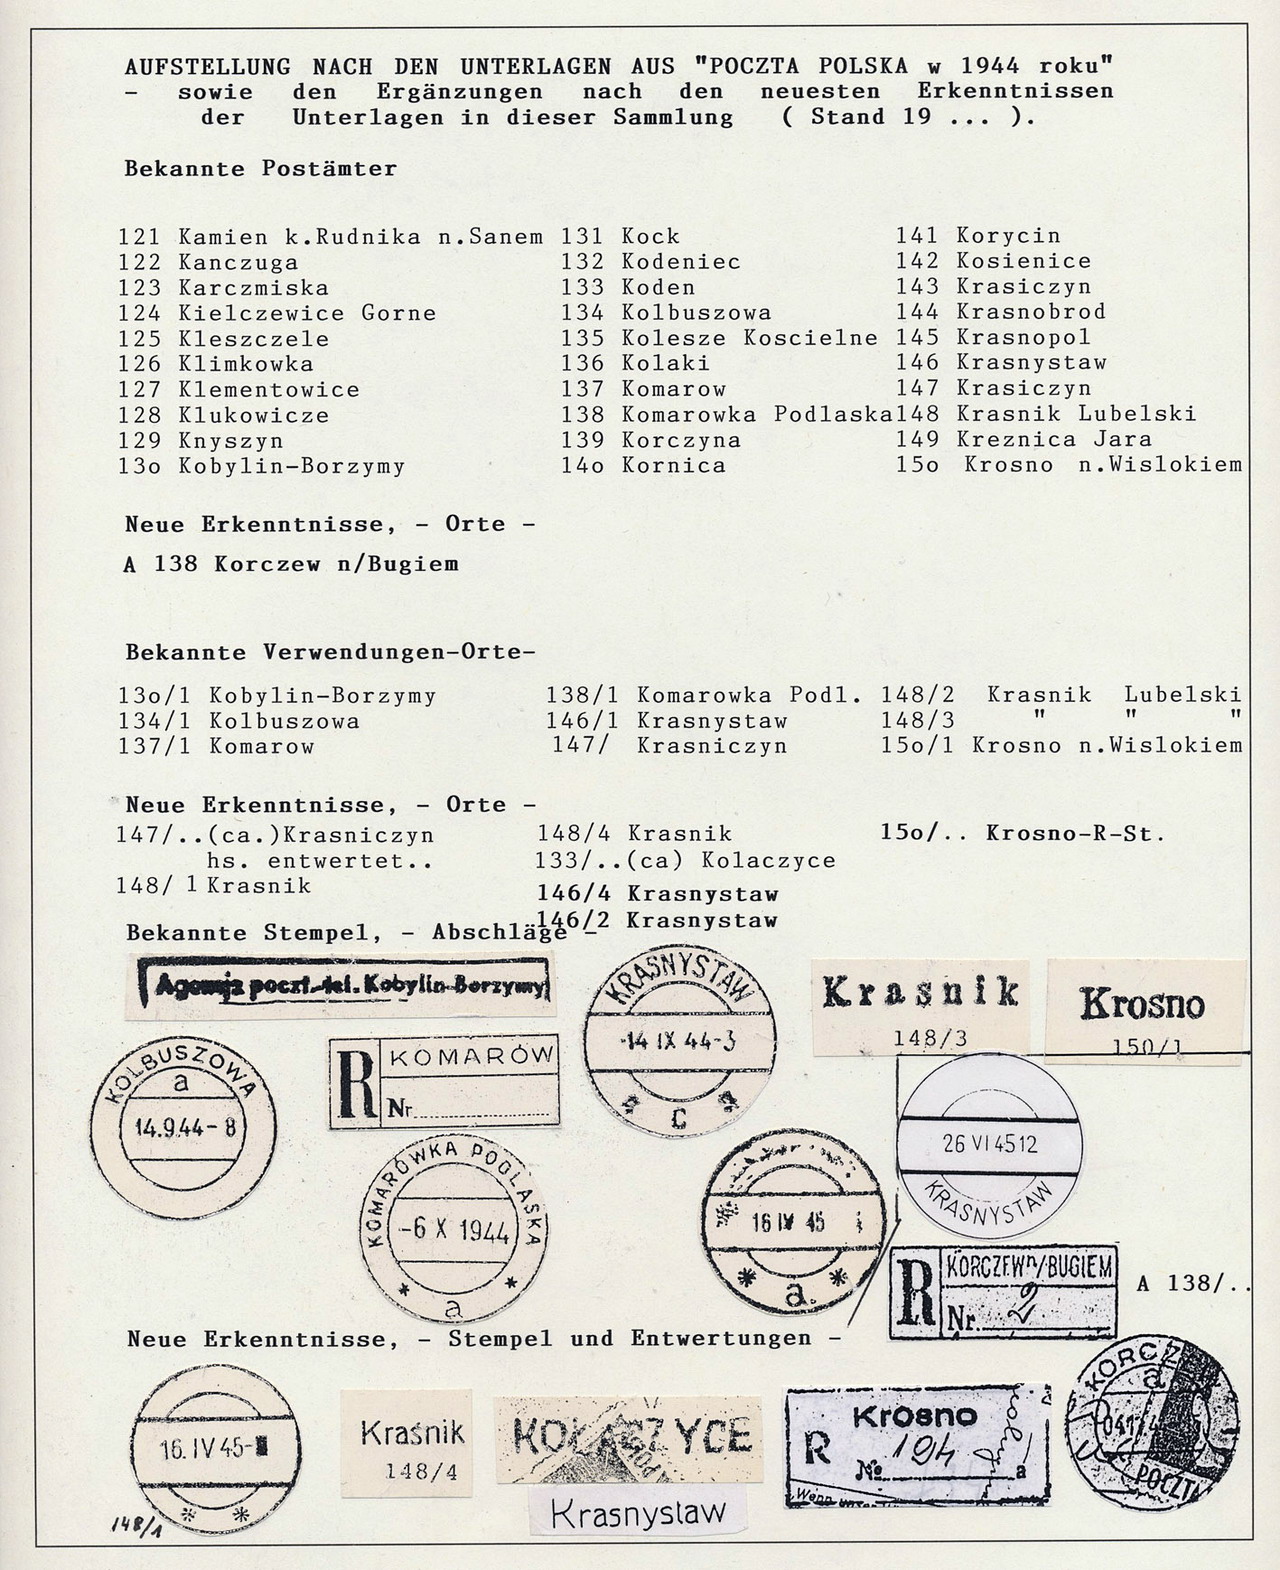 AUFSTELLUNG NACH DEN UNTERLAGEN AUS "POCZTA POLSKA w 1944 roku"
- sowie den Ergänzungen nach den neuesten Erkenntnissen
der Unterlagen in dieser Sammlung ( Stand 19 ... ).
Bekannte Postämter
121 Kamien k.Rudnika n.Sanem 131 Kock 141 Korycin
122 Kanczuga 132 Kodeniec 142 Kosienice
123 Karczmiska 133 Koden 143 Krasiczyn
124 Kielczewice Gorne 134 Kolbuszowa 144 Krasnobrod
125 Kleszczele 135 Kolesze Koscielne 145 Krasnopol
126 Klimkowka 136 Kolaki 146 Krasnystaw
127 Klementowice 137 Komarow 147 Krasiczyn
128 Klukowicze 138 Komarowka Podlaska 148 Krasnik Lubelski
129 Knyszyn 139 Korczyna 149 Kreznica Jara
13o Kobylin-Borzymy 14o Kornica 15o Krosno n.Wislokiem
Neue Erkenntnisse, - Orte -
A 138 Korczew n/Bugiem
Bekannte Verwendungen-Orte-
13o/1 Kobylin-Borzymy 138/1 Komarowka Podl. 148/2 Krasnik Lubelski
134/1 Kolbuszowa 146/1 Krasnystaw 148/3 " " "
137/1 Komarow 147/ Krasniczyn 15o/1 Krosno n.Wislokiem
Neue Erkenntnisse, - Orte -
147/..(ca.)Krasniczyn 148/4 Krasnik 15o/.. Krosno-R-St.
hs. entwertet.. 133/..(ca) Kolaczyce
148/ 1 Krasnik 146/4 Krasnystaw
146/2 Krasnystaw
Bekannte Stempel, - Abschläge -
Agencja poczt.-tel. Kobylin-Borzymy
KRASNYSTAW
-14 IX 44-3
c
Krasnik
148/3
Krosno
150/1
KOLBUSZOWA
a
14.9.44-8
R KOMARÓW
Nr.
KOMARÓWKA PODLASKA
-6 X 1944
* a *
16 IV 45
* a *
26 VI 45 12
KRASNYSTAW
R KORCZEW n/BUGIEM
Nr. 2
A 138/..
Neue Erkenntnisse, - Stempel und Entwertungen -
16. IV 45-
* *
148/1
Kraśnik
148/4
KOŁACZYCE
Krasnystaw
Krosno
R
No 194 a
KORCZ
a
POCZTA